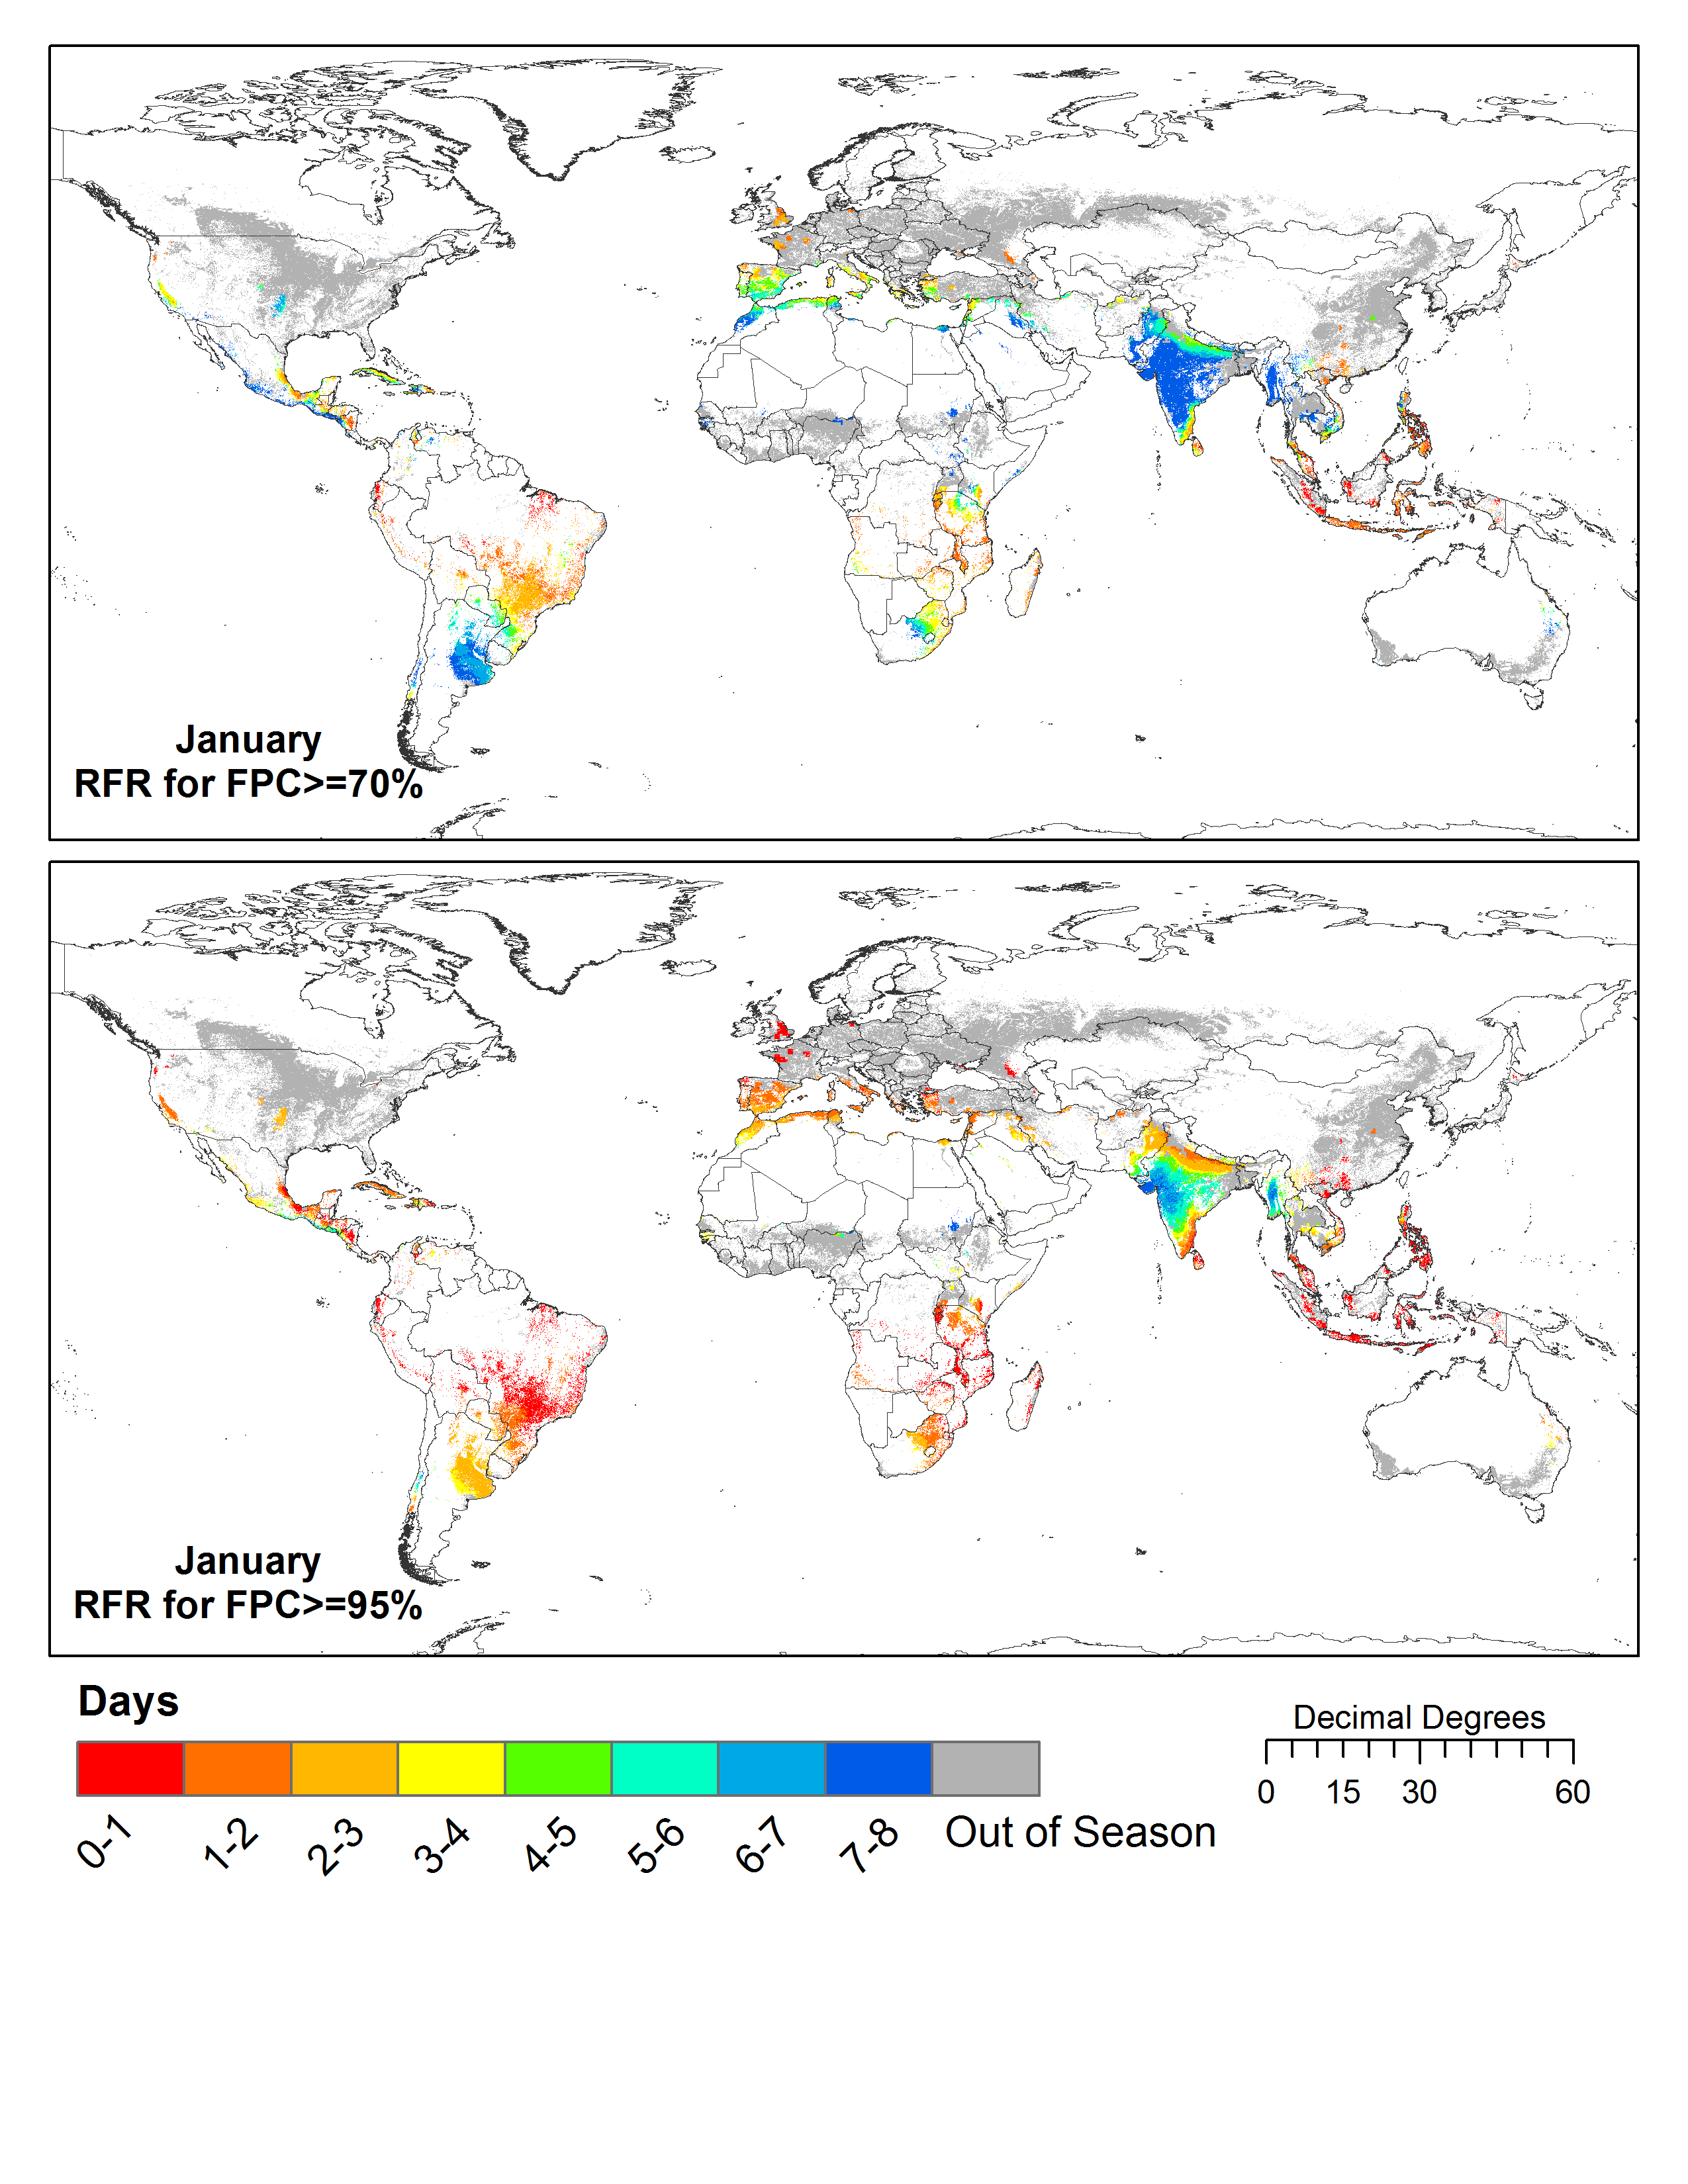 January
RFR for FPC>=70%
January
RFR for FPC>=95%
Days
0-1
1-2
2-3
3-4
4-5
5-6
6-7
7-8
Out of Season
Decimal Degrees
0 15 30 60